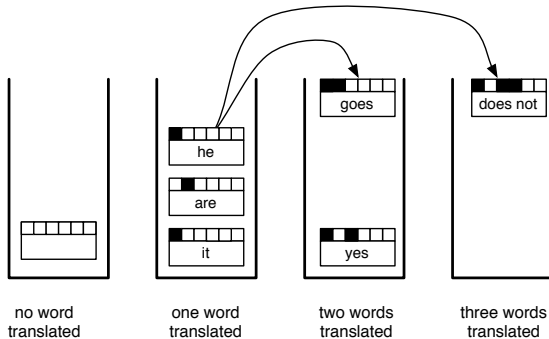 goes
does not
he
are
it
yes
no word
translated
one word
translated
two words
translated
three words
translated